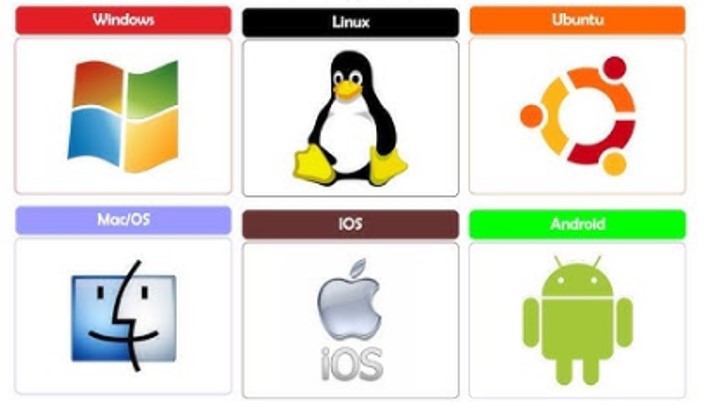 Windows
Linux
Ubuntu
Mac/OS
IOS
Android
iOS